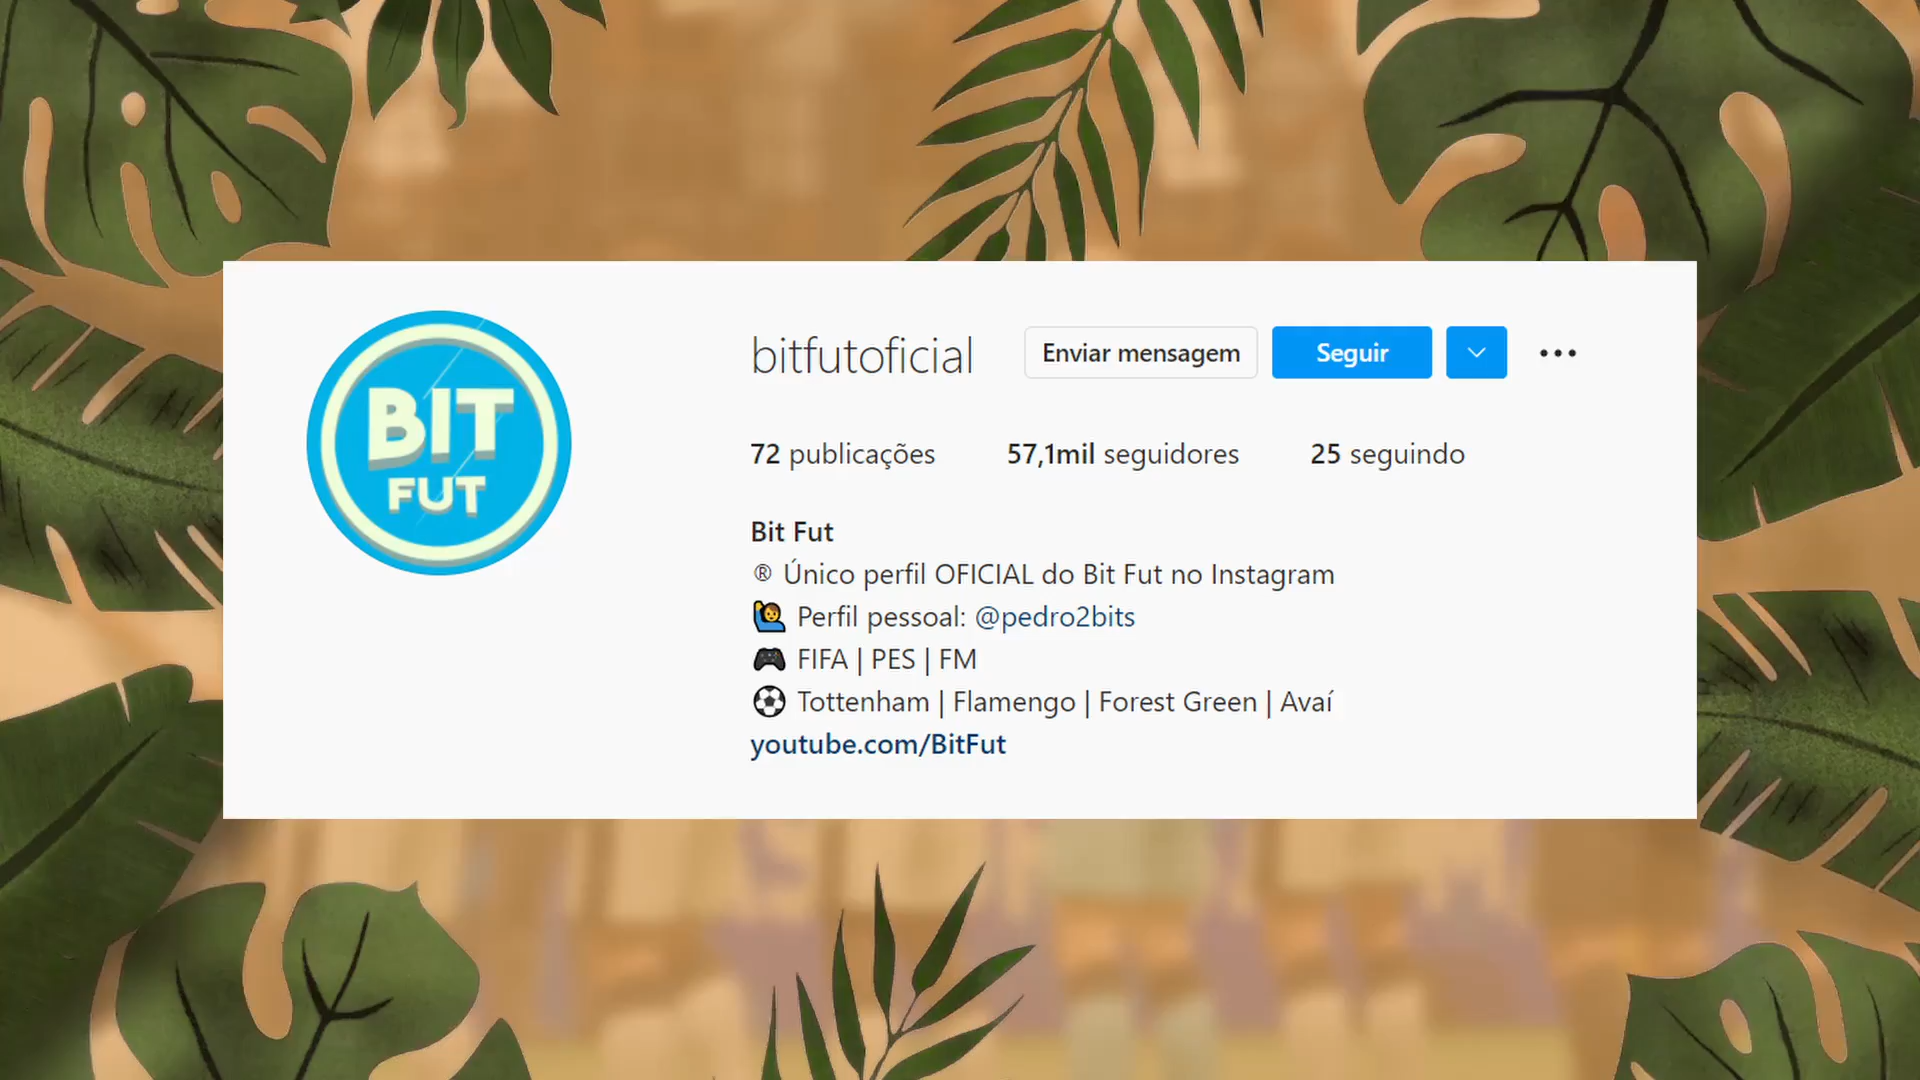 BIT
FUT
bitfutoficial Enviar mensagem Seguir
72 publicações 57,1mil seguidores 25 seguindo
Bit Fut
® Único perfil OFICIAL do Bit Fut no Instagram
🙋 Perfil pessoal: @pedro2bits
🎮 FIFA | PES | FM
⚽ Tottenham | Flamengo | Forest Green | Avaí
youtube.com/BitFut